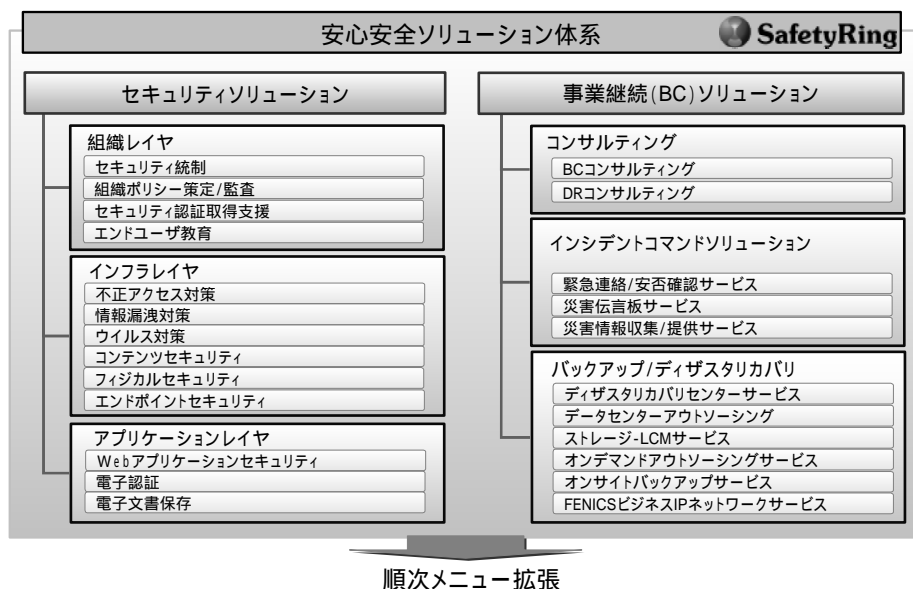 安心安全ソリューション体系
SafetyRing
セキュリティソリューション
組織レイヤ
セキュリティ統制
組織ポリシー策定/監査
セキュリティ認証取得支援
エンドユーザ教育
インフラレイヤ
不正アクセス対策
情報漏洩対策
ウイルス対策
コンテンツセキュリティ
フィジカルセキュリティ
エンドポイントセキュリティ
アプリケーションレイヤ
Webアプリケーションセキュリティ
電子認証
電子文書保存
事業継続(BC)ソリューション
コンサルティング
BCコンサルティング
DRコンサルティング
インシデントコマンドソリューション
緊急連絡/安否確認サービス
災害伝言板サービス
災害情報収集/提供サービス
バックアップ/ディザスタリカバリ
ディザスタリカバリセンターサービス
データセンターアウトソーシング
ストレージ-LCMサービス
オンデマンドアウトソーシングサービス
オンサイトバックアップサービス
FENICSビジネスIPネットワークサービス
順次メニュー拡張